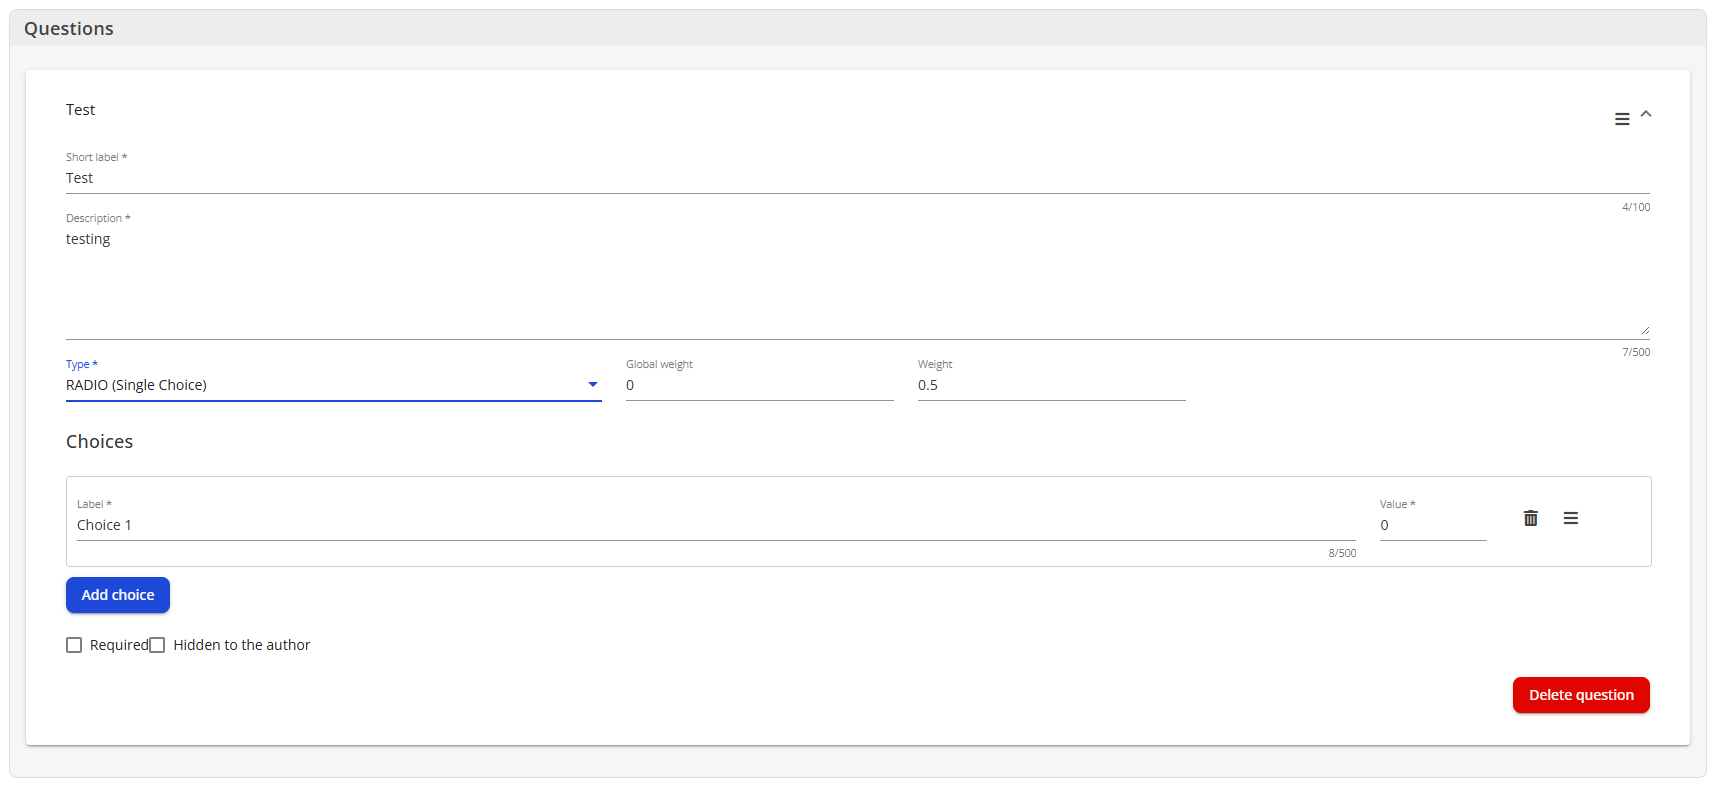 Questions
Test
Short label *
Test
4/100
Description *
testing
7/500
Type * Global weight Weight
RADIO (Single Choice) 0 0.5
Choices
Label * Value *
Choice 1 0
8/500
Add choice
Required Hidden to the author
Delete question